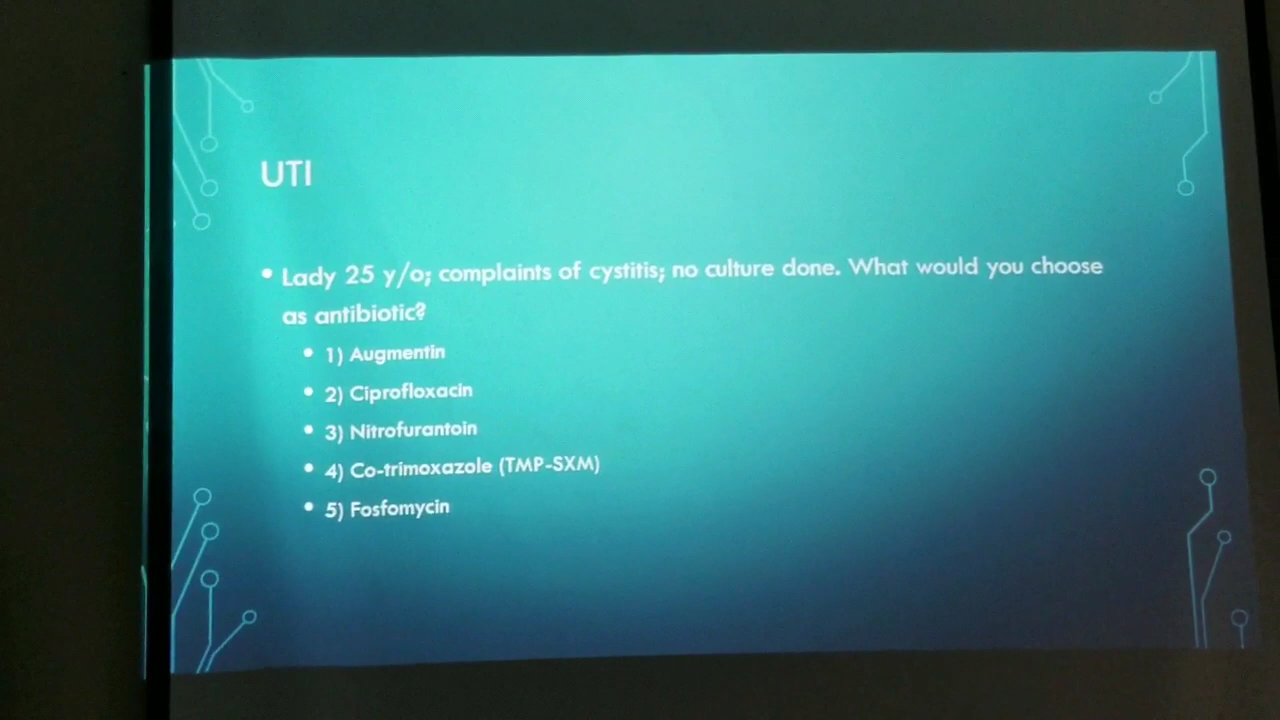 UTI
• Lady 25 y/o; complaints of cystitis; no culture done. What would you choose
as antibiotic?
• 1) Augmentin
• 2) Ciprofloxacin
• 3) Nitrofurantoin
• 4) Co-trimoxazole (TMP-SXM)
• 5) Fosfomycin